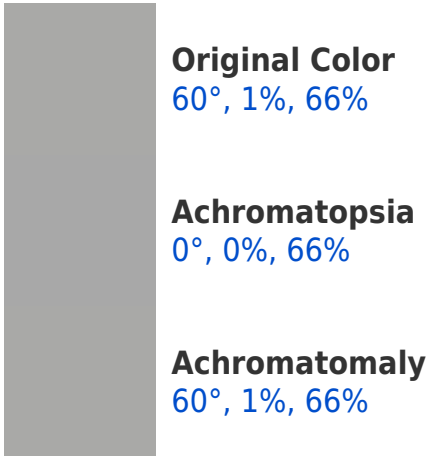 Original Color
60°, 1%, 66%
Achromatopsia
0°, 0%, 66%
Achromatomaly
60°, 1%, 66%